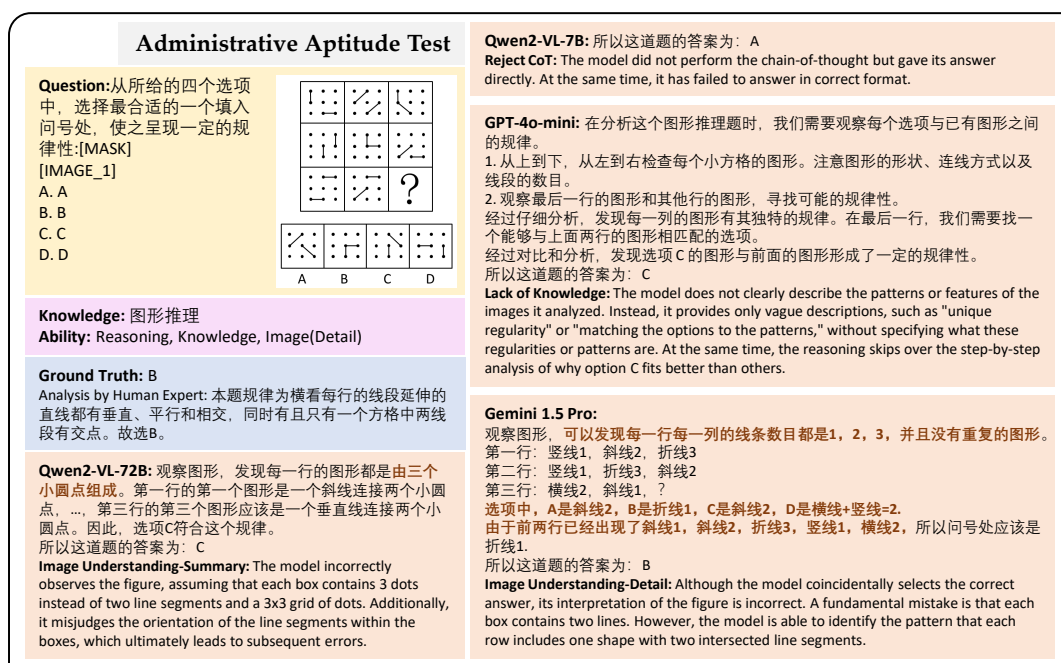 Administrative Aptitude Test
Question:从所给的四个选项
中，选择最合适的一个填入
问号处，使之呈现一定的规
律性:[MASK]
[IMAGE_1]
A. A
B. B
C. C
D. D
?
A B C D
Knowledge: 图形推理
Ability: Reasoning, Knowledge, Image(Detail)
Ground Truth: B
Analysis by Human Expert: 本题规律为横看每行的线段延伸的
直线都有垂直、平行和相交，同时有且只有一个方格中两线
段有交点。故选B。
Qwen2-VL-72B: 观察图形，发现每一行的图形都是由三个
小圆点组成。第一行的第一个图形是一个斜线连接两个小圆
点，…，第三行的第三个图形应该是一个垂直线连接两个小
圆点。因此，选项C符合这个规律。
所以这道题的答案为：C
Image Understanding-Summary: The model incorrectly
observes the figure, assuming that each box contains 3 dots
instead of two line segments and a 3x3 grid of dots. Additionally,
it misjudges the orientation of the line segments within the
boxes, which ultimately leads to subsequent errors.
Qwen2-VL-7B: 所以这道题的答案为：A
Reject CoT: The model did not perform the chain-of-thought but gave its answer
directly. At the same time, it has failed to answer in correct format.
GPT-4o-mini: 在分析这个图形推理题时，我们需要观察每个选项与已有图形之间
的规律。
1. 从上到下，从左到右检查每个小方格的图形。注意图形的形状、连线方式以及
线段的数目。
2. 观察最后一行的图形和其他行的图形，寻找可能的规律性。
经过仔细分析，发现每一列的图形有其独特的规律。在最后一行，我们需要找一
个能够与上面两行的图形相匹配的选项。
经过对比和分析，发现选项 C 的图形与前面的图形形成了一定的规律性。
所以这道题的答案为：C
Lack of Knowledge: The model does not clearly describe the patterns or features of the
images it analyzed. Instead, it provides only vague descriptions, such as "unique
regularity" or "matching the options to the patterns," without specifying what these
regularities or patterns are. At the same time, the reasoning skips over the step-by-step
analysis of why option C fits better than others.
Gemini 1.5 Pro:
观察图形，可以发现每一行每一列的线条数目都是1，2，3，并且没有重复的图形。
第一行：竖线1，斜线2，折线3
第二行：竖线1，折线3，斜线2
第三行：横线2，斜线1，？
选项中，A是斜线2，B是折线1，C是斜线2，D是横线+竖线=2.
由于前两行已经出现了斜线1，斜线2，折线3，竖线1，横线2，所以问号处应该是
折线1.
所以这道题的答案为：B
Image Understanding-Detail: Although the model coincidentally selects the correct
answer, its interpretation of the figure is incorrect. A fundamental mistake is that each
box contains two lines. However, the model is able to identify the pattern that each
row includes one shape with two intersected line segments.